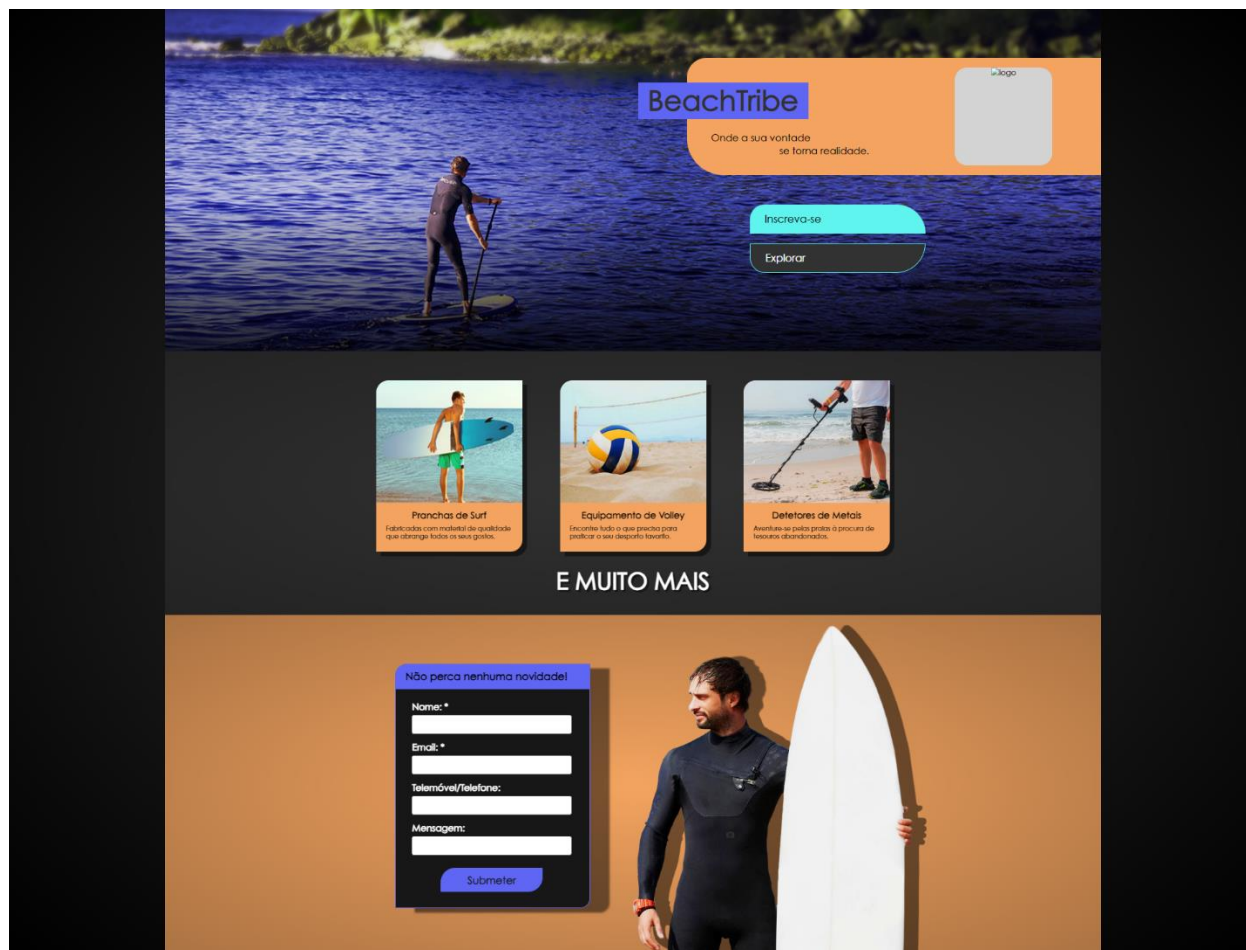 logo
BeachTribe
Onde a sua vontade
se torna realidade.
Inscreva-se
Explorar
Pranchas de Surf
Fabricadas com material de qualidade
que abrange todos os seus gostos.
Equipamento de Volley
Encontre tudo o que precisa para
praticar o seu desporto favorito.
Detetores de Metais
Aventure-se pelas praias à procura de
tesouros abandonados.
E MUITO MAIS
Não perca nenhuma novidade!
Nome: *
Email: *
Telemóvel/Telefone:
Mensagem:
Submeter